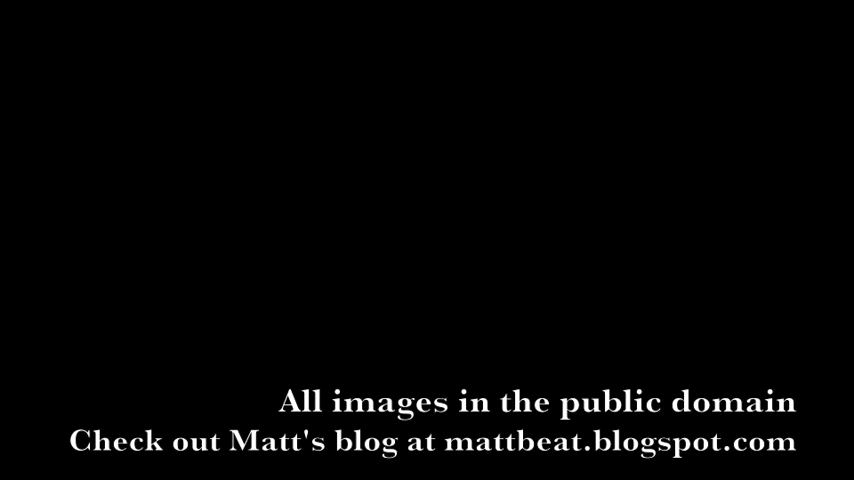 All images in the public domain
Check out Matt's blog at mattbeat.blogspot.com